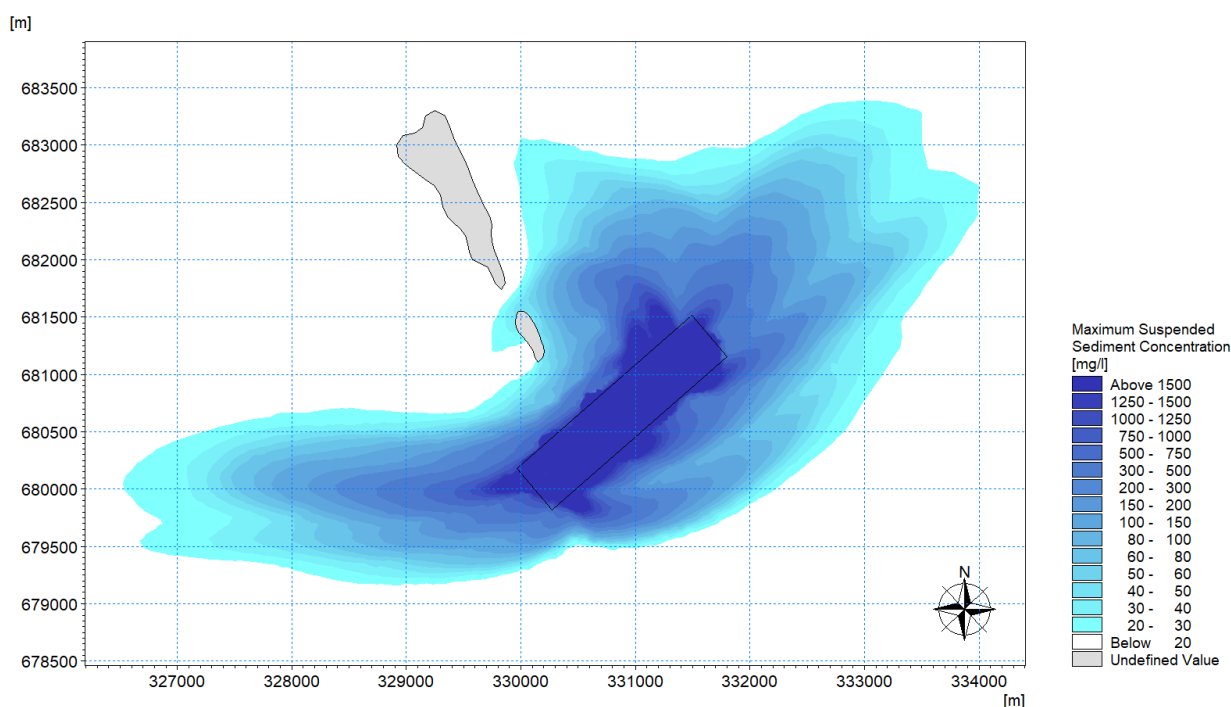 [m]
683500
683000
682500
682000
681500
681000
680500
680000
679500
679000
678500
327000 328000 329000 330000 331000 332000 333000 334000
[m]
N
Maximum Suspended
Sediment Concentration
[mg/l]
Above 1500
1250 - 1500
1000 - 1250
750 - 1000
500 - 750
300 - 500
200 - 300
150 - 200
100 - 150
80 - 100
60 - 80
50 - 60
40 - 50
30 - 40
20 - 30
Below 20
Undefined Value